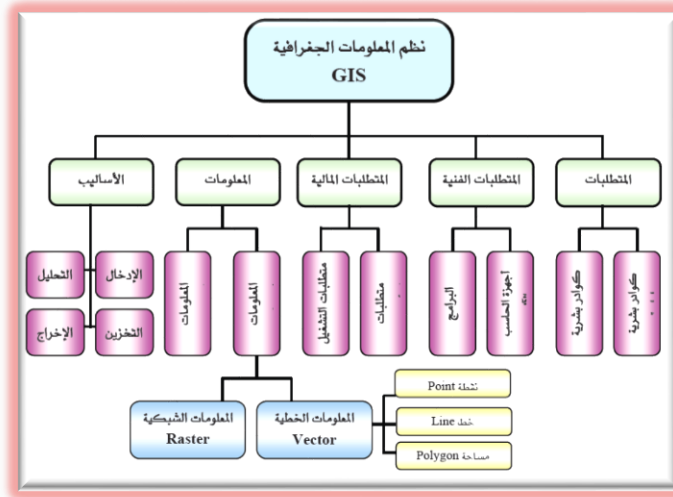 نظم المعلومات الجغرافية
GIS
المتطلبات
المتطلبات الفنية
المتطلبات المالية
المعلومات
الأساليب
كوادر بشرية
كوادر بشرية
أجهزة الحاسب
البرامج
متطلبات
متطلبات التشغيل
المعلومات
المعلومات
الإدخال
التحليل
التخزين
الإخراج
المعلومات الخطية
Vector
المعلومات الشبكية
Raster
نقطة Point
خط Line
مساحة Polygon